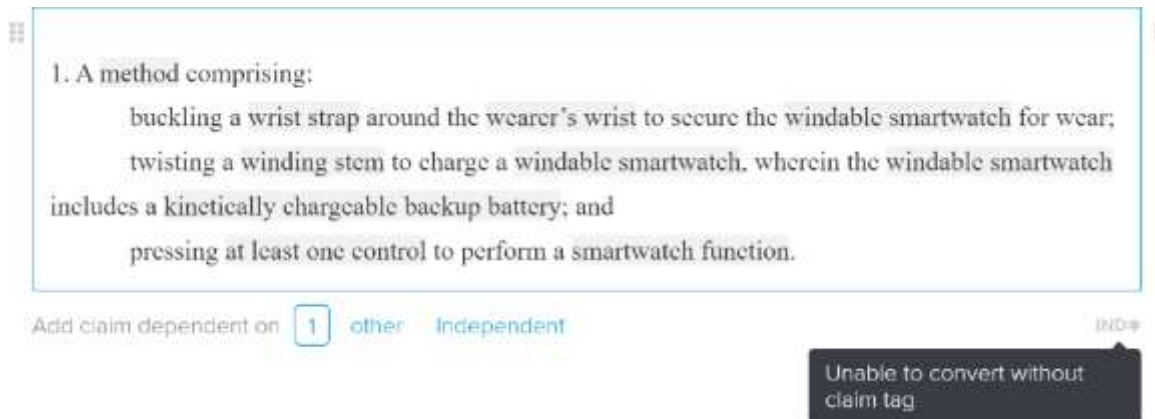 1. A method comprising:
buckling a wrist strap around the wearer's wrist to secure the windable smartwatch for wear;
twisting a winding stem to charge a windable smartwatch, wherein the windable smartwatch
includes a kinetically chargeable backup battery; and
pressing at least one control to perform a smartwatch function.
Add claim dependent on 1 other Independent
IND
Unable to convert without
claim tag